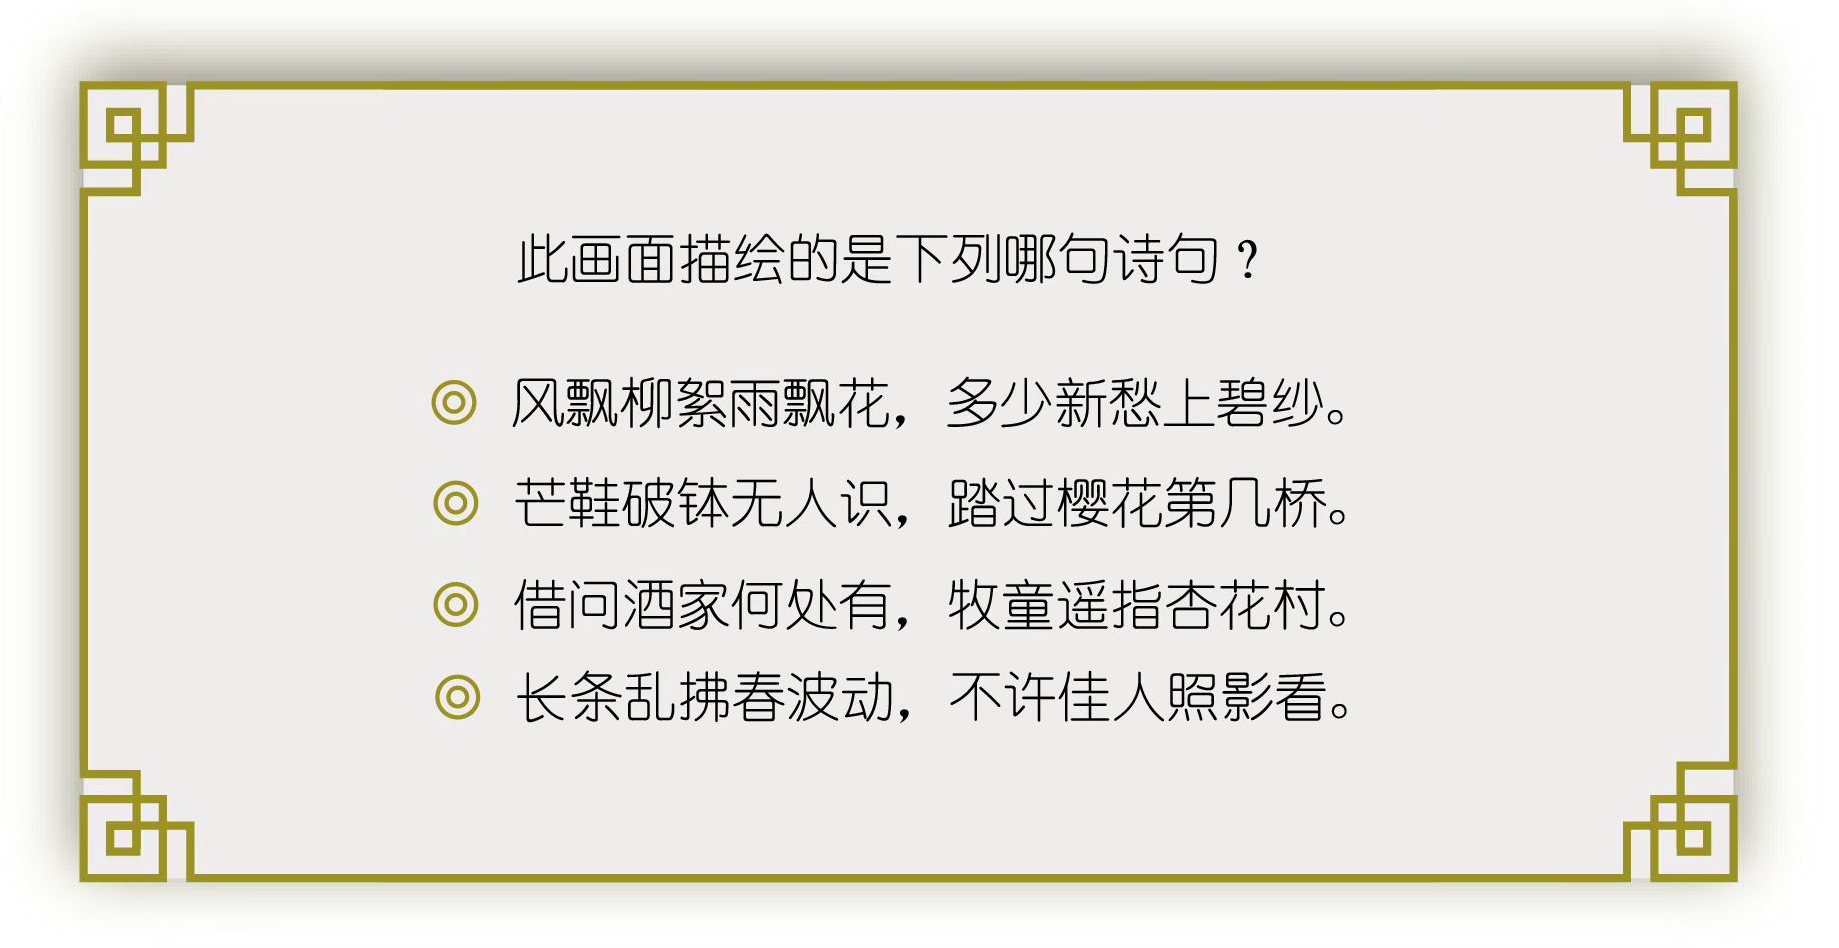 此画面描绘的是下列哪句诗句？
风飘柳絮雨飘花，多少新愁上碧纱。
芒鞋破钵无人识，踏过樱花第几桥。
借问酒家何处有，牧童遥指杏花村。
长条乱拂春波动，不许佳人照影看。